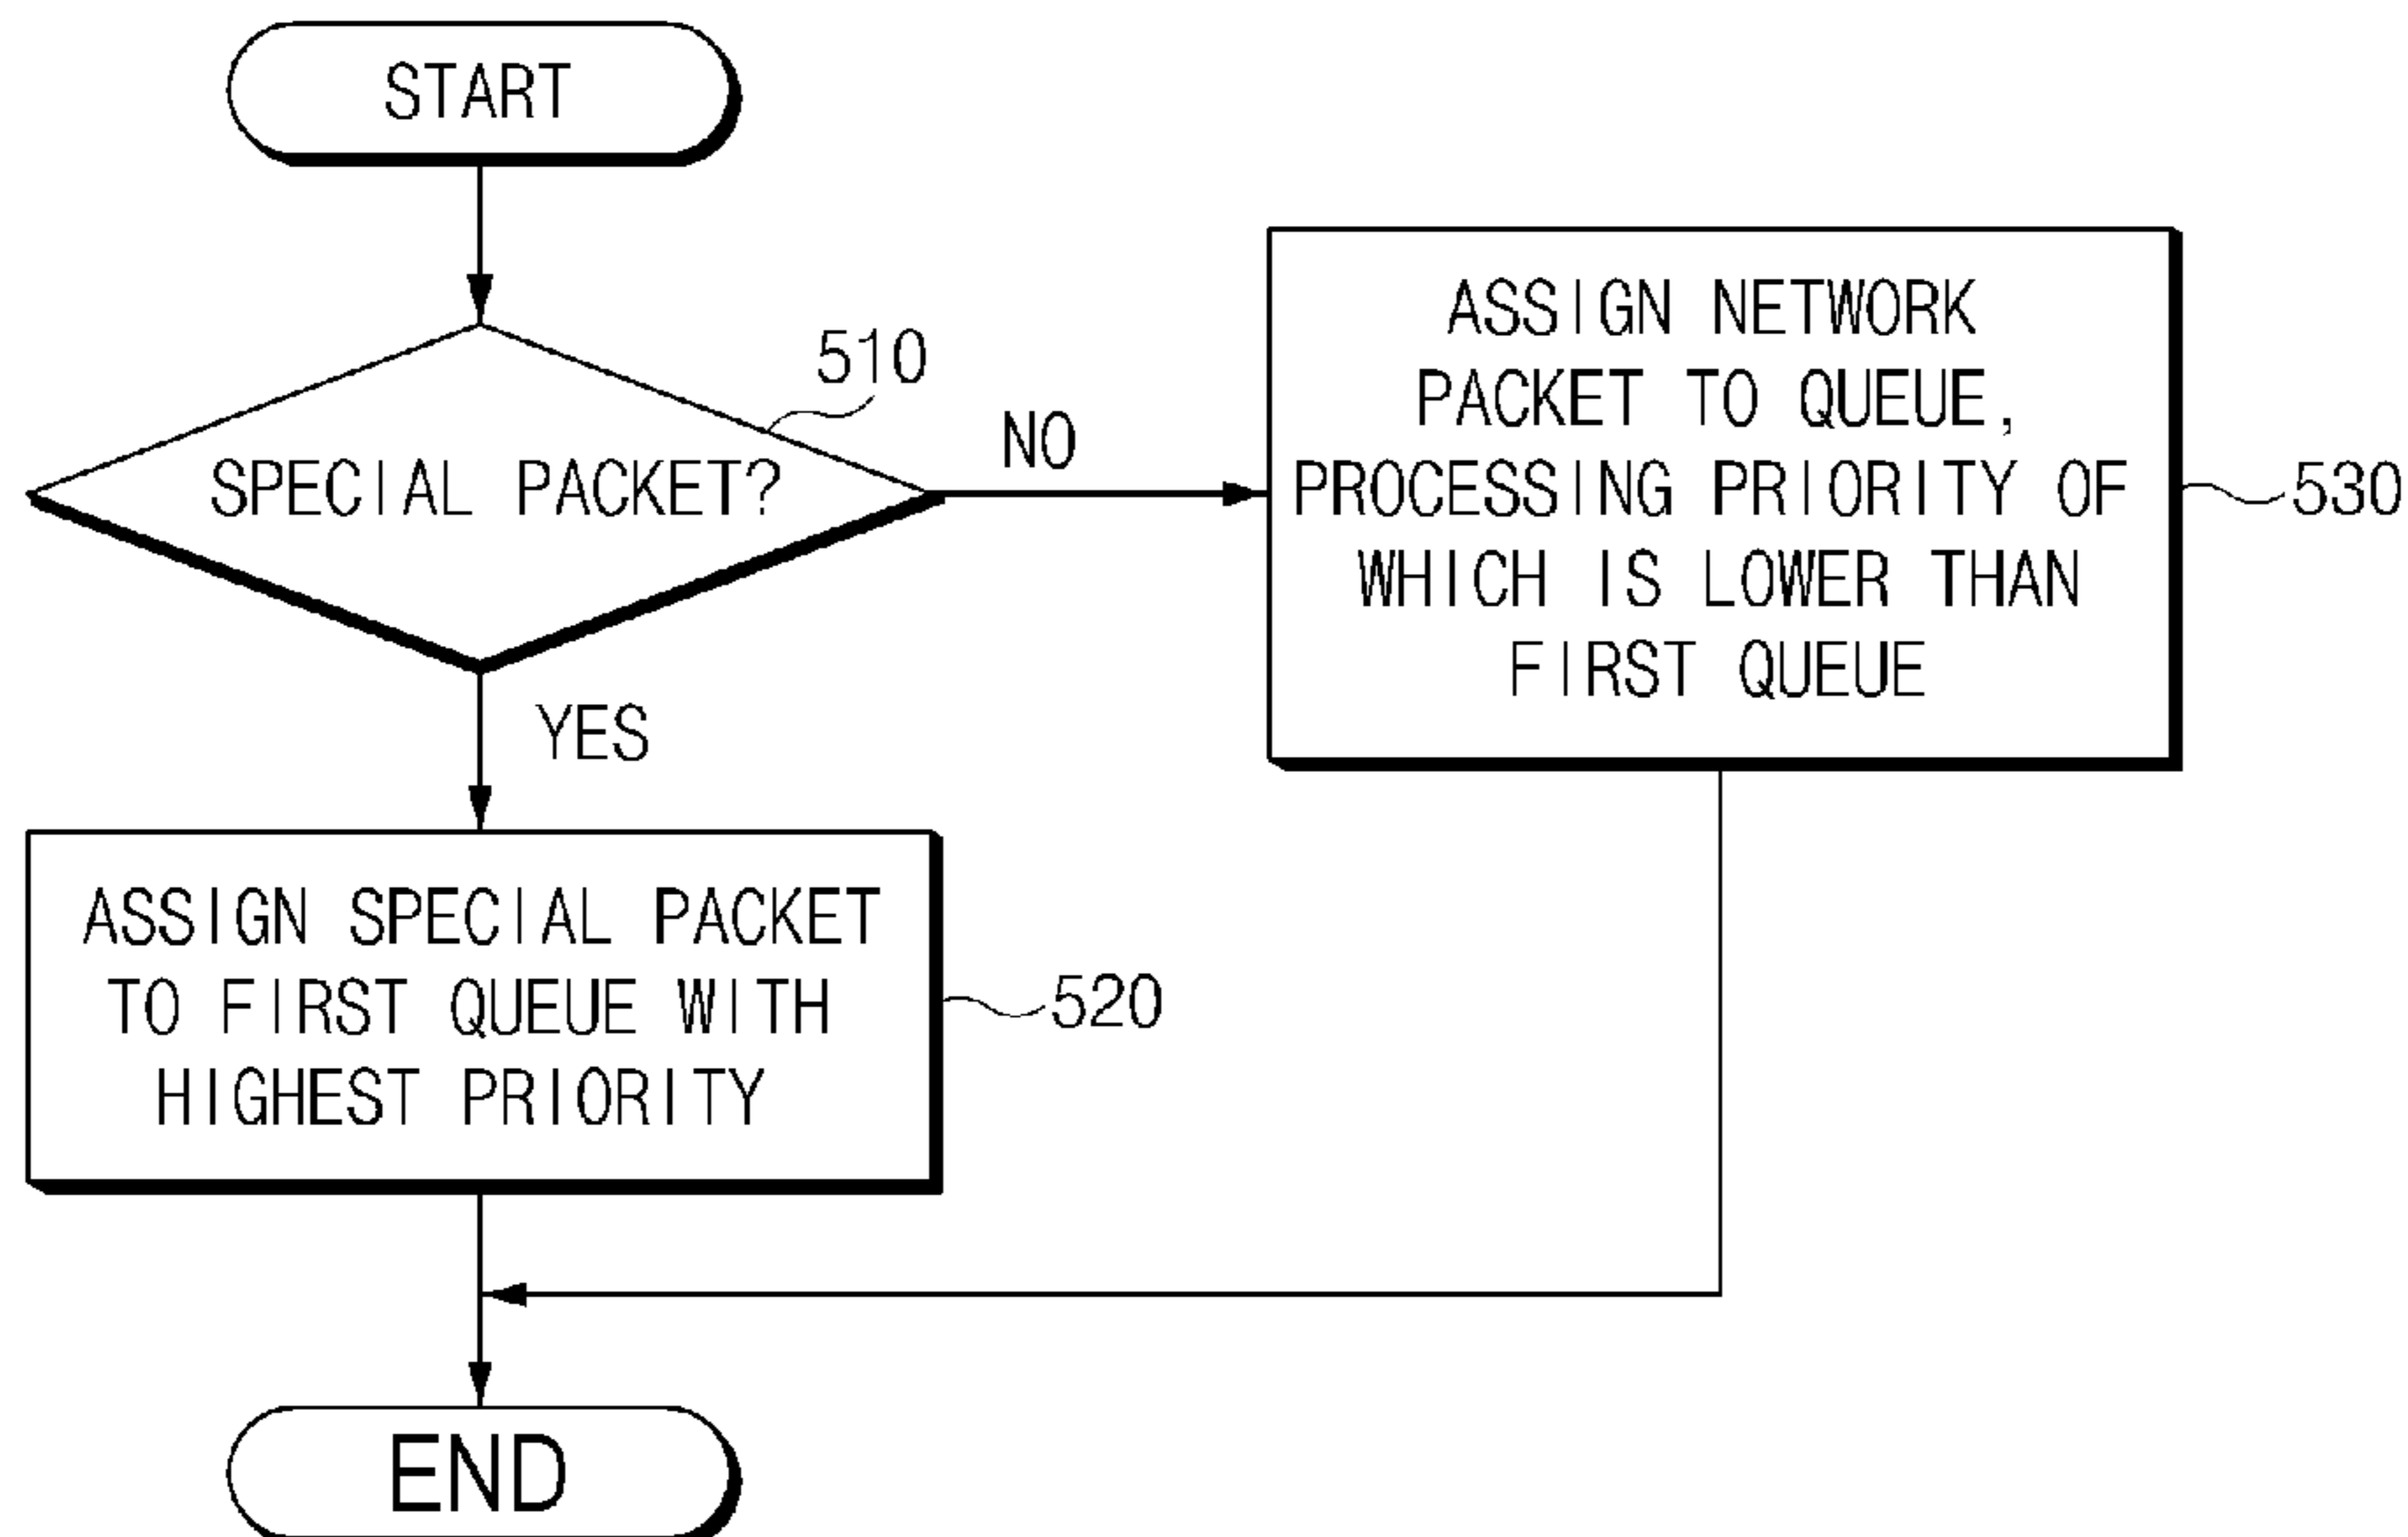 START
510
SPECIAL PACKET?
NO
ASSIGN NETWORK
PACKET TO QUEUE,
PROCESSING PRIORITY OF
WHICH IS LOWER THAN
FIRST QUEUE
530
YES
ASSIGN SPECIAL PACKET
TO FIRST QUEUE WITH
HIGHEST PRIORITY
520
END